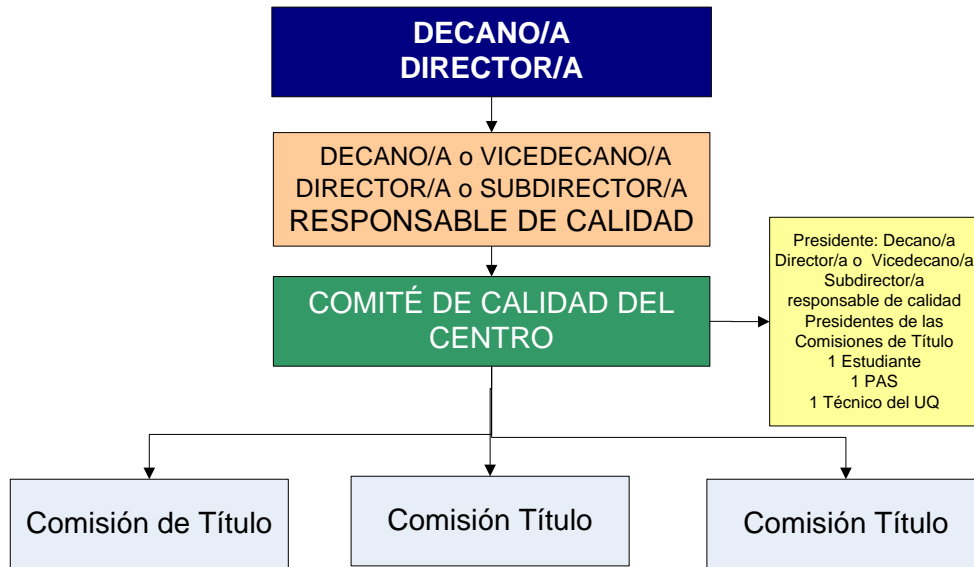 DECANO/A
DIRECTOR/A
DECANO/A o VICEDECANO/A
DIRECTOR/A o SUBDIRECTOR/A
RESPONSABLE DE CALIDAD
COMITÉ DE CALIDAD DEL
CENTRO
Presidente: Decano/a
Director/a o Vicedecano/a
Subdirector/a
responsable de calidad
Presidentes de las
Comisiones de Título
1 Estudiante
1 PAS
1 Técnico del UQ
Comisión de Título
Comisión Título
Comisión Título